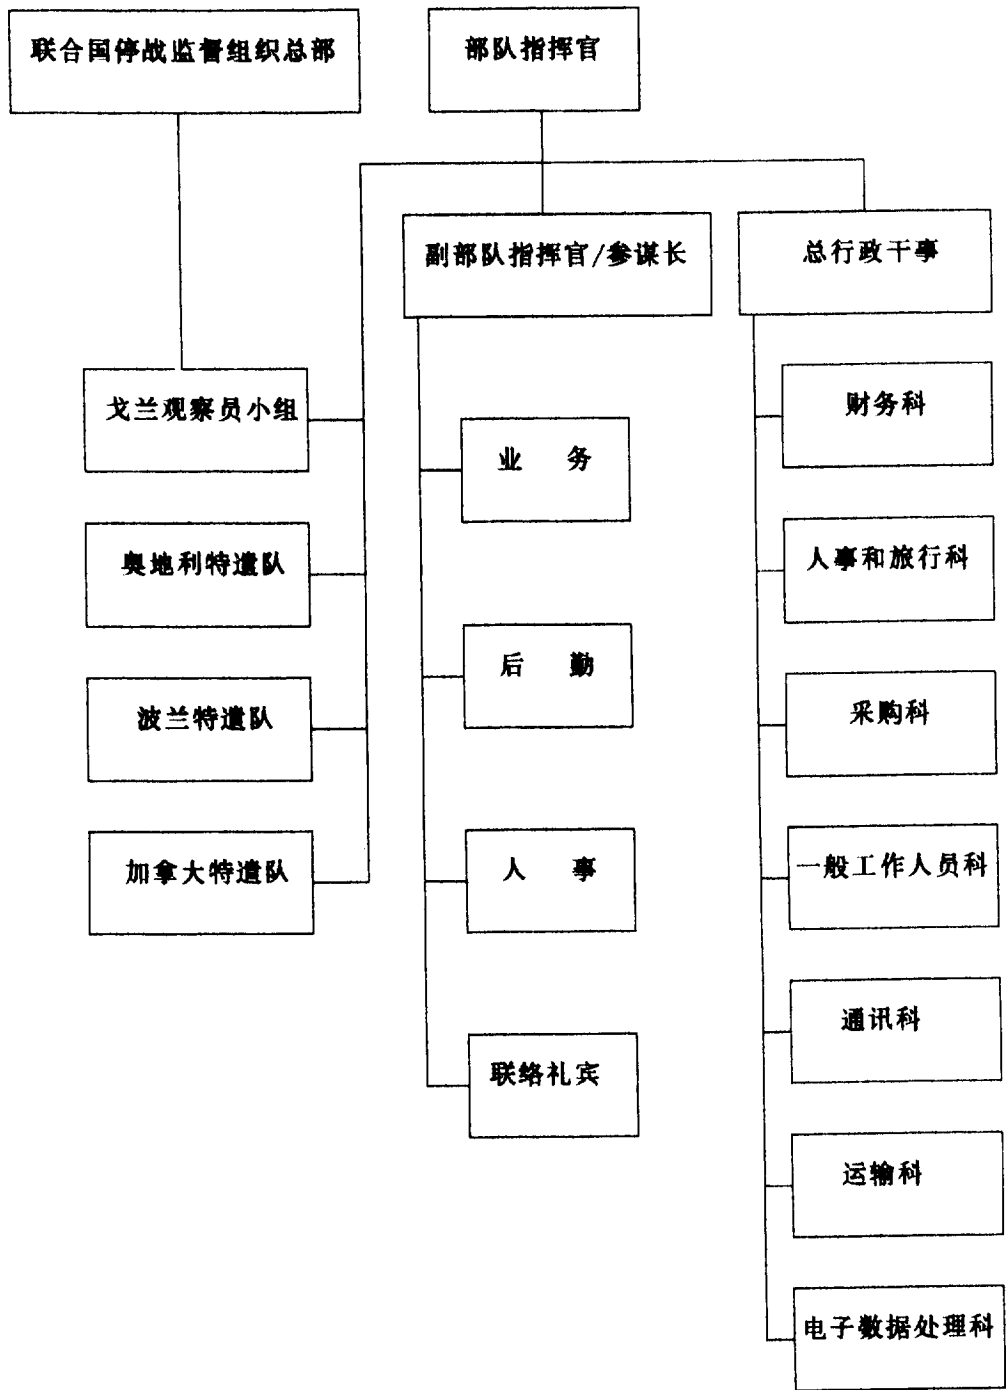 联合国停战监督组织总部
部队指挥官
副部队指挥官/参谋长
总行政干事
戈兰观察员小组
奥地利特遣队
波兰特遣队
加拿大特遣队
业 务
后 勤
人 事
联络礼宾
财务科
人事和旅行科
采购科
一般工作人员科
通讯科
运输科
电子数据处理科